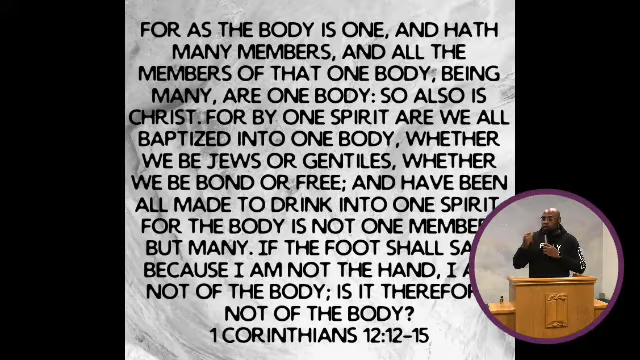 FOR AS THE BODY IS ONE, AND HATH
MANY MEMBERS, AND ALL THE
MEMBERS OF THAT ONE BODY, BEING
MANY, ARE ONE BODY: SO ALSO IS
CHRIST. FOR BY ONE SPIRIT ARE WE ALL
BAPTIZED INTO ONE BODY, WHETHER
WE BE JEWS OR GENTILES, WHETHER
WE BE BOND OR FREE; AND HAVE BEEN
ALL MADE TO DRINK INTO ONE SPIRIT.
FOR THE BODY IS NOT ONE MEMBE
BUT MANY. IF THE FOOT SHALL SA
BECAUSE I AM NOT THE HAND, I A
NOT OF THE BODY; IS IT THEREFOR
NOT OF THE BODY?
1 CORINTHIANS 12:12-15